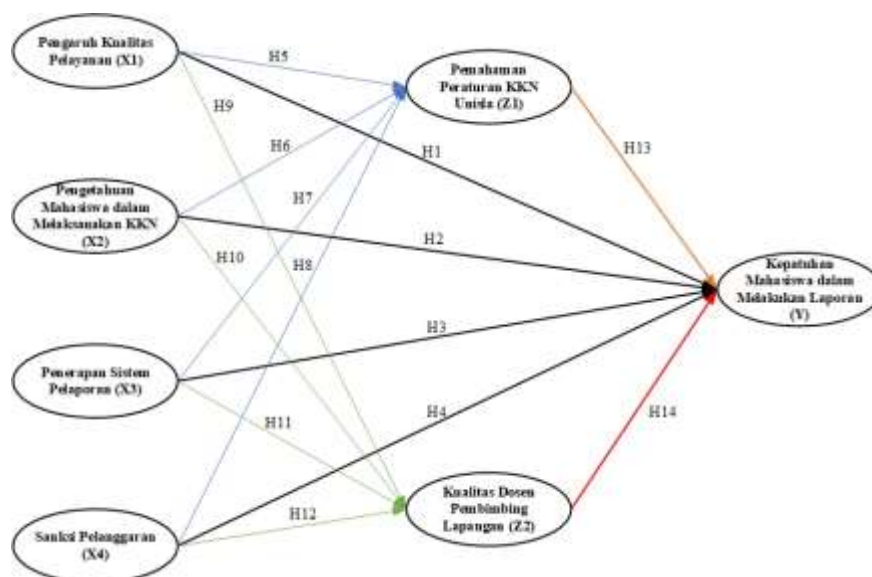 Pengaruh Kualitas
Pelayanan (X1)
H5
Pemahaman
Peraturan KKN
Unisla (Z1)
H9
H6
H1
H13
Pengetahuan
Mahasiswa dalam
Melaksanakan KKN
(X2)
H7
H2
H10
H8
Kepatuhan
Mahasiswa dalam
Melakukan Laporan
(Y)
H3
Penerapan Sistem
Pelaporan (X3)
H4
H11
H14
Kualitas Dosen
Pembimbing
Lapangan (Z2)
H12
Sanksi Pelanggaran
(X4)